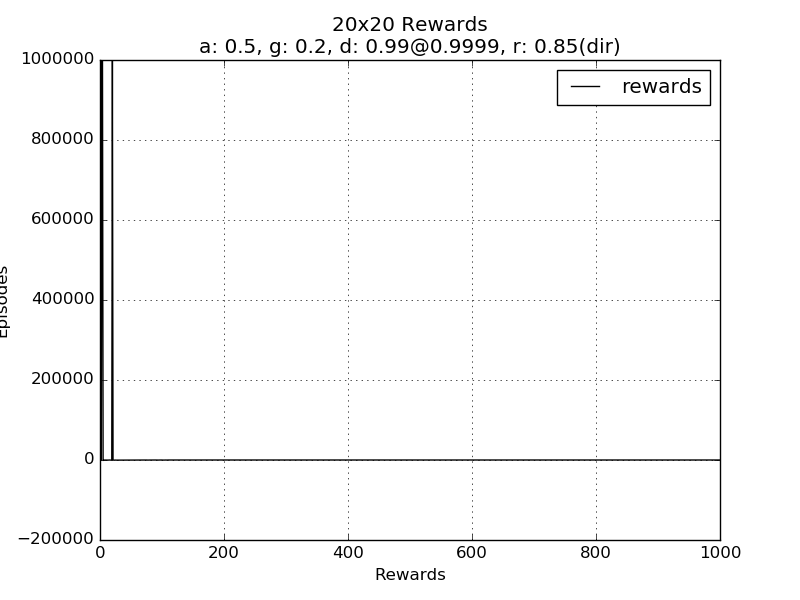 20x20 Rewards
a: 0.5, g: 0.2, d: 0.99@0.9999, r: 0.85(dir)
1000000
rewards
800000
600000
400000
Episodes
200000
0
−200000
0 200 400 600 800 1000
Rewards